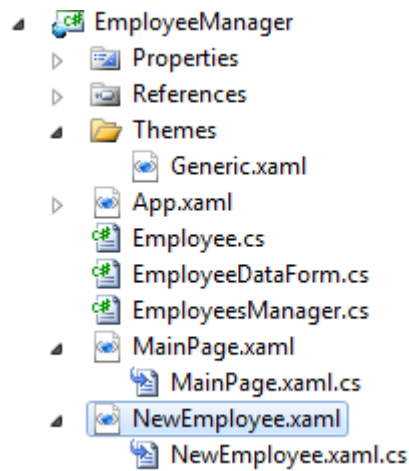 EmployeeManager
Properties
References
Themes
Generic.xaml
App.xaml
Employee.cs
EmployeeDataForm.cs
EmployeesManager.cs
MainPage.xaml
MainPage.xaml.cs
NewEmployee.xaml
NewEmployee.xaml.cs